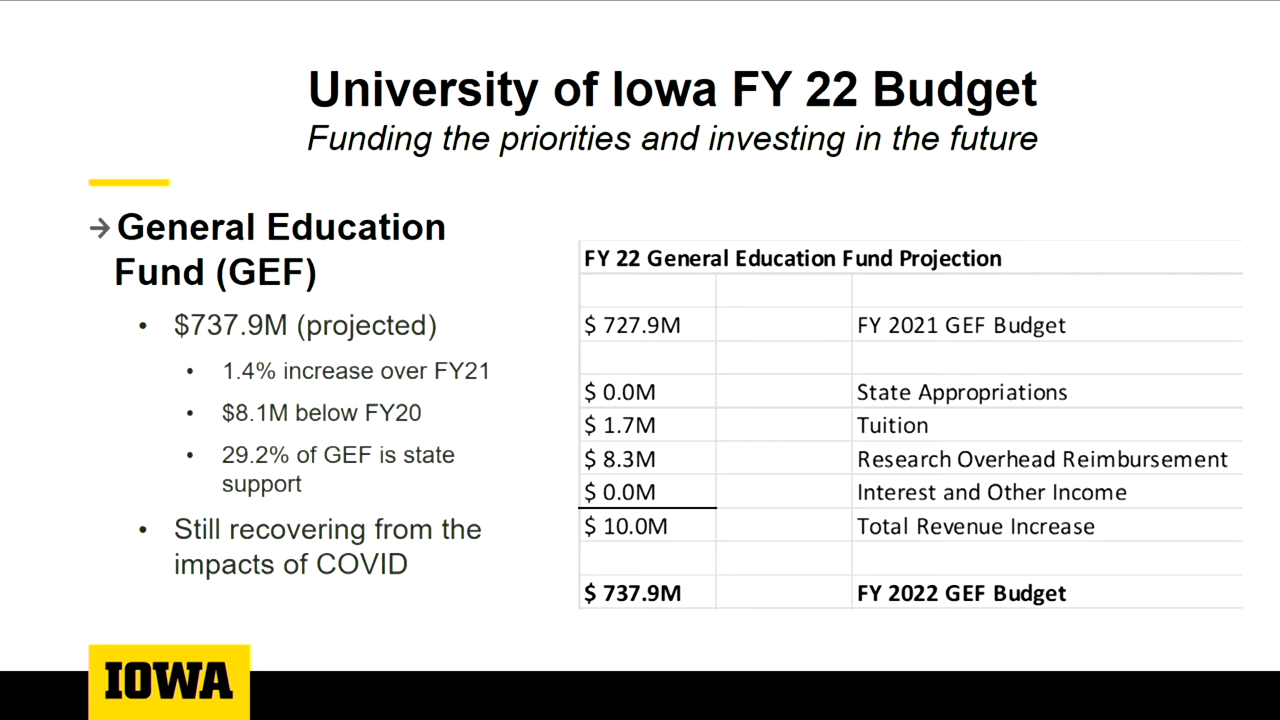 University of Iowa FY 22 Budget
Funding the priorities and investing in the future
→ General Education
Fund (GEF)
• $737.9M (projected)
• 1.4% increase over FY21
• $8.1M below FY20
• 29.2% of GEF is state
support
• Still recovering from the
impacts of COVID
FY 22 General Education Fund Projection
$ 727.9M FY 2021 GEF Budget
$ 0.0M State Appropriations
$ 1.7M Tuition
$ 8.3M Research Overhead Reimbursement
$ 0.0M Interest and Other Income
$ 10.0M Total Revenue Increase
$ 737.9M FY 2022 GEF Budget
IOWA